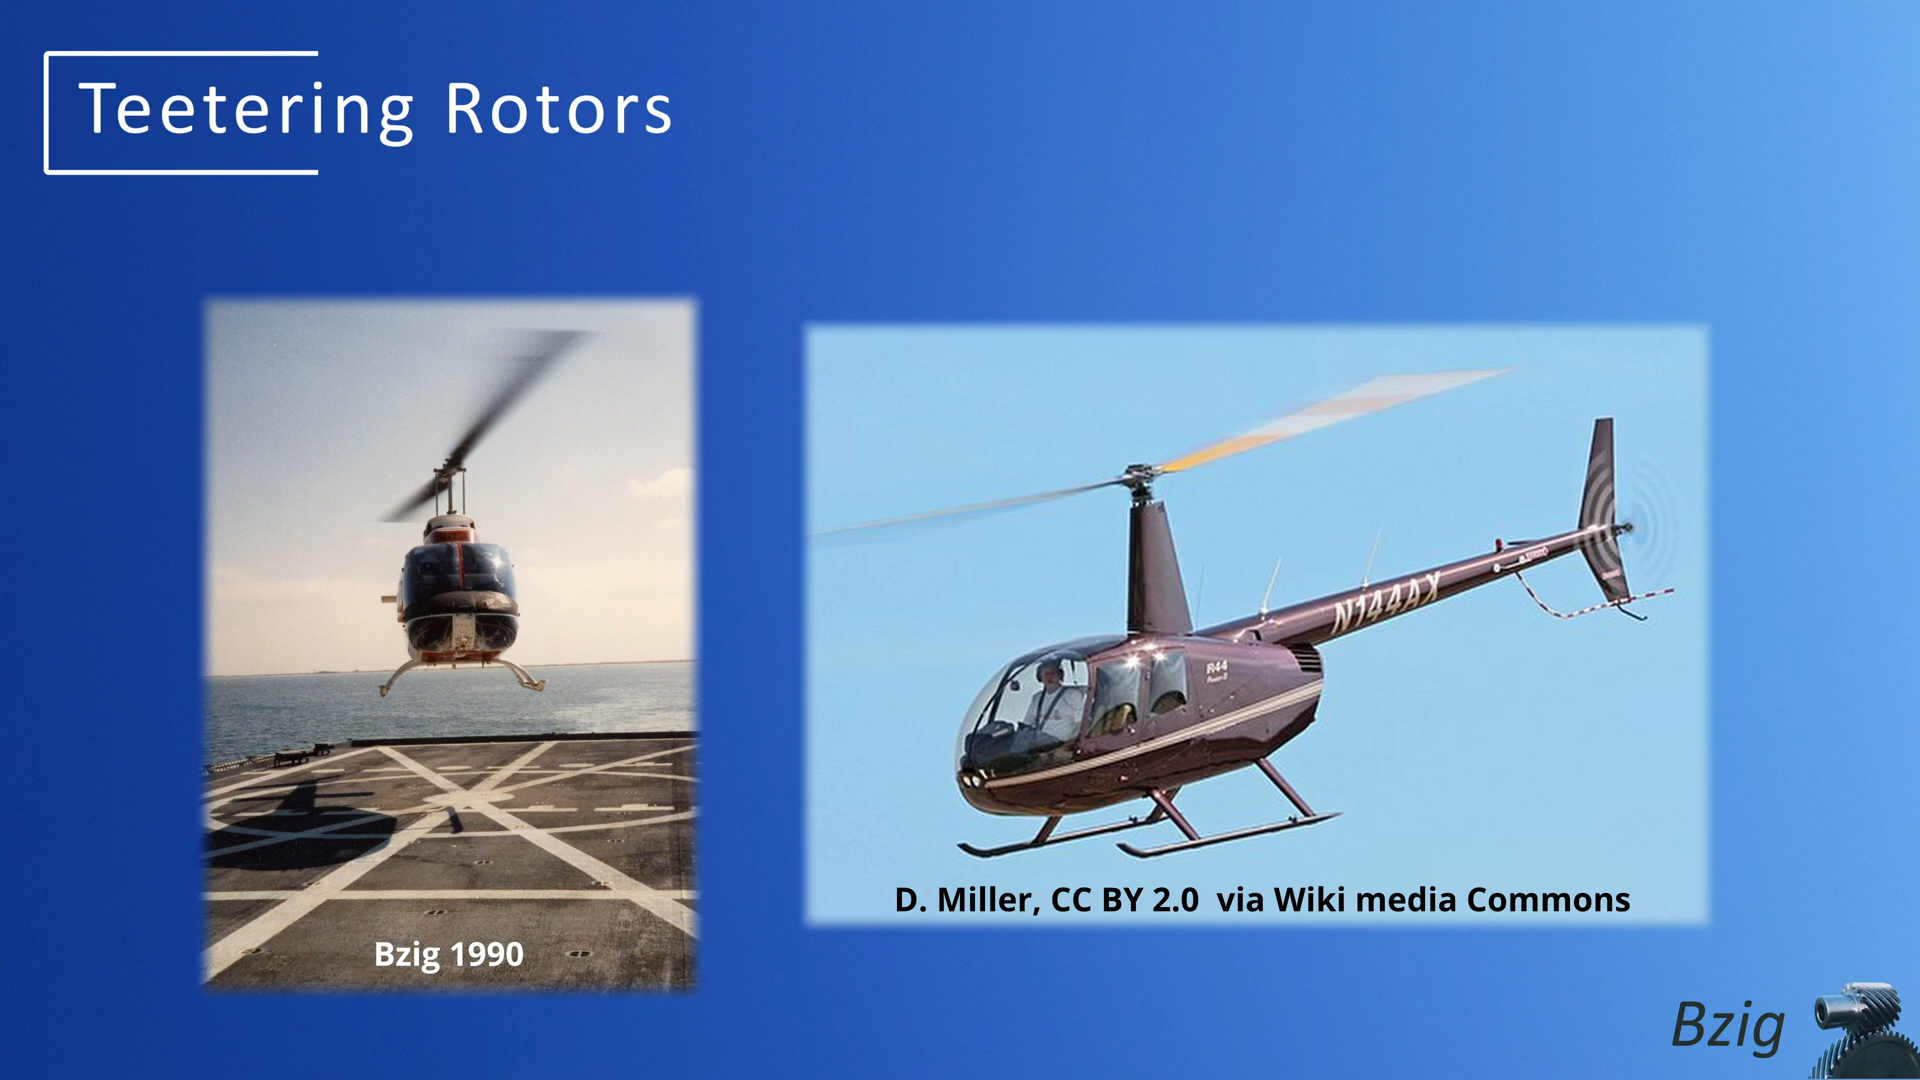 Teetering Rotors
N144AX
R44
D. Miller, CC BY 2.0  via Wiki media Commons
Bzig 1990
Bzig